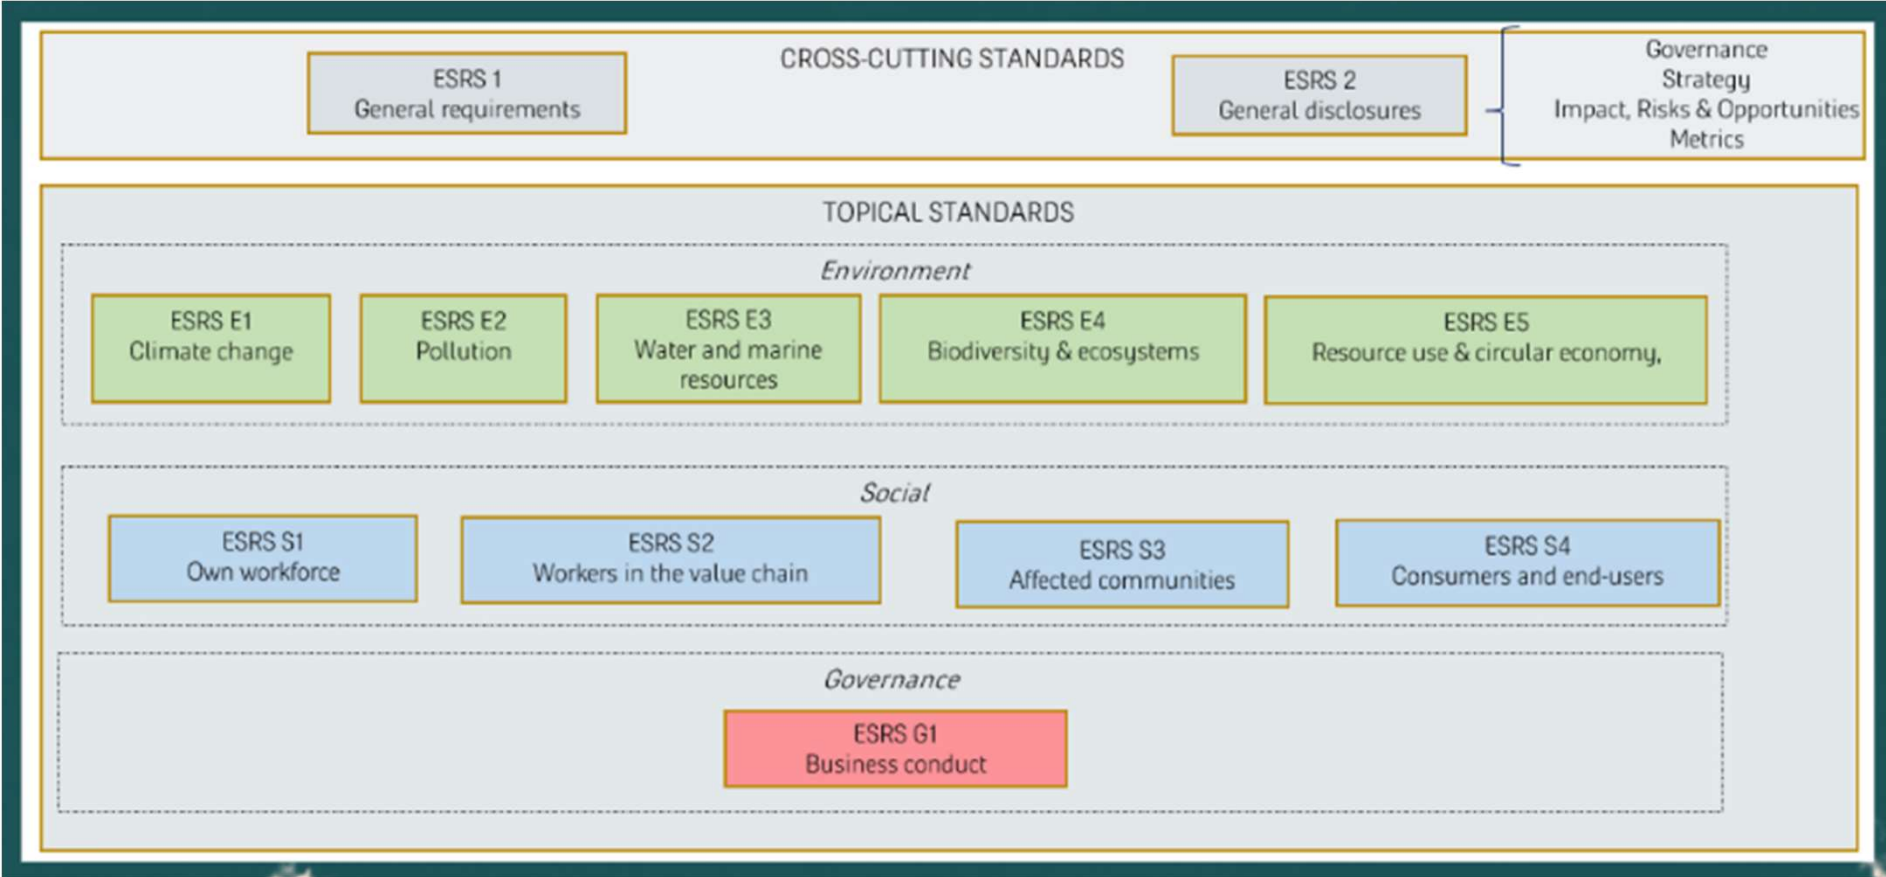 CROSS-CUTTING STANDARDS
ESRS 1
General requirements
ESRS 2
General disclosures
Governance
Strategy
Impact, Risks & Opportunities
Metrics
TOPICAL STANDARDS
Environment
ESRS E1
Climate change
ESRS E2
Pollution
ESRS E3
Water and marine
resources
ESRS E4
Biodiversity & ecosystems
ESRS E5
Resource use & circular economy,
Social
ESRS S1
Own workforce
ESRS S2
Workers in the value chain
ESRS S3
Affected communities
ESRS S4
Consumers and end-users
Governance
ESRS G1
Business conduct